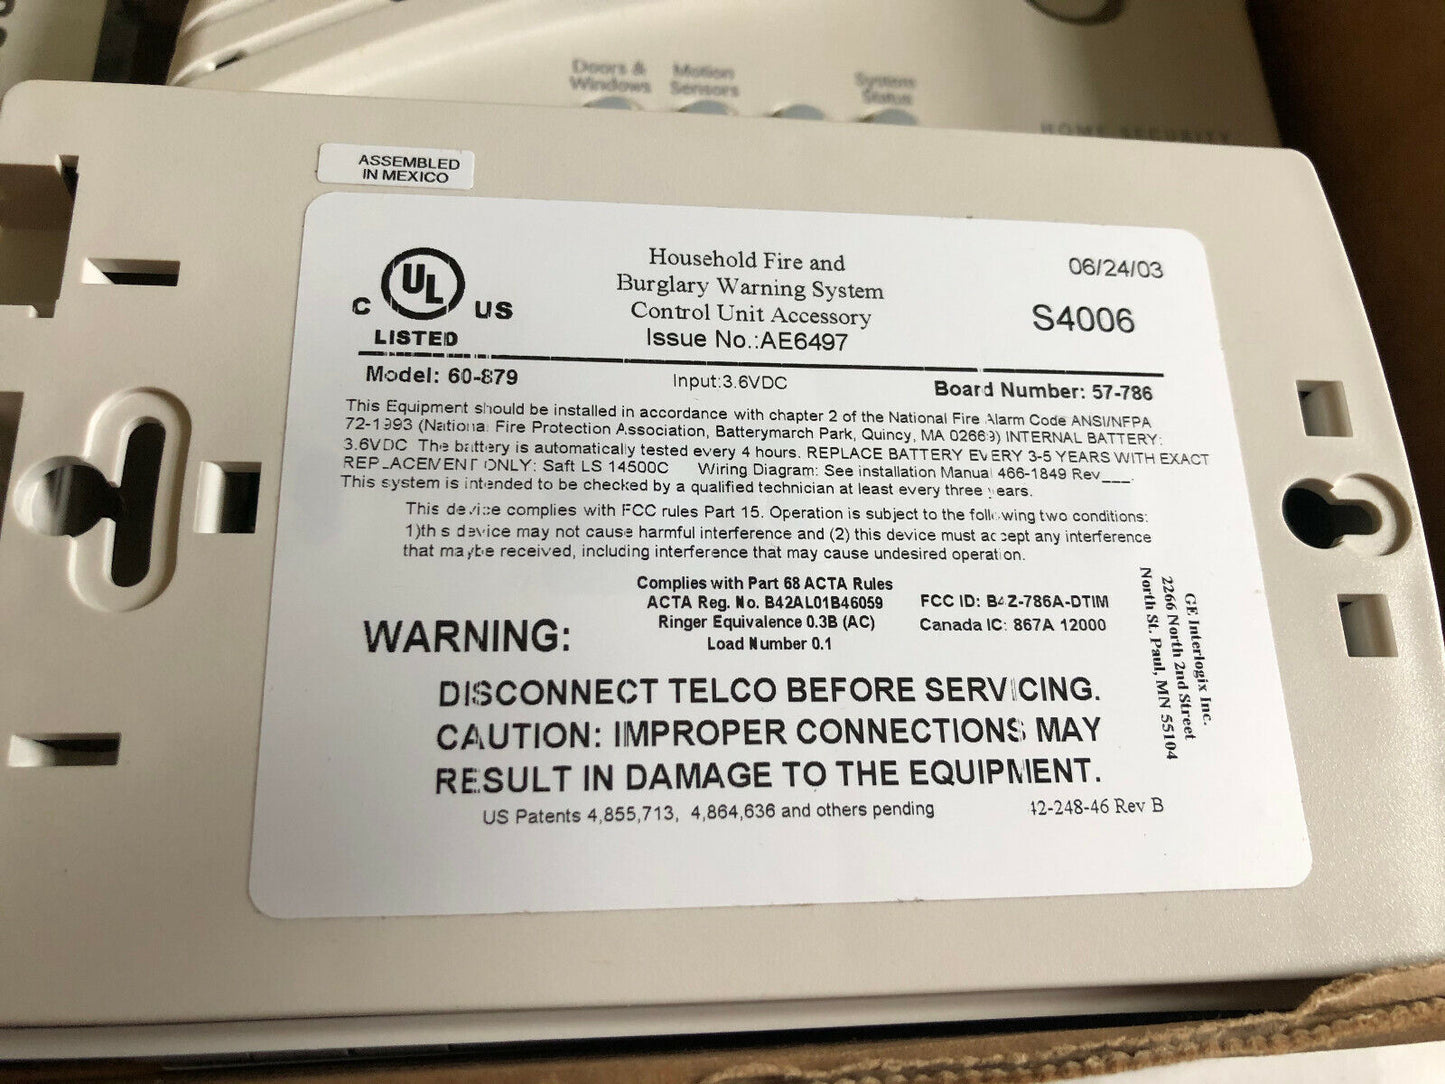 Doors & Motion System
Windows Sensors Status
HOME SECURITY
ASSEMBLED
IN MEXICO
UL
C US
LISTED
Household Fire and
Burglary Warning System
Control Unit Accessory
Issue No.:AE6497
06/24/03
S4006
Model: 60-879 Input:3.6VDC Board Number: 57-786
This Equipment should be installed in accordance with chapter 2 of the National Fire Alarm Code ANSI/NFPA
72-1993 (National Fire Protection Association, Batterymarch Park, Quincy, MA 02669) INTERNAL BATTERY:
3.6VDC The battery is automatically tested every 4 hours. REPLACE BATTERY EVERY 3-5 YEARS WITH EXACT
REPLACEMENT ONLY: Saft LS 14500C Wiring Diagram: See installation Manual 466-1849 Rev___.
This system is intended to be checked by a qualified technician at least every three years.
This device complies with FCC rules Part 15. Operation is subject to the following two conditions:
1)this device may not cause harmful interference and (2) this device must accept any interference
that may be received, including interference that may cause undesired operation.
Complies with Part 68 ACTA Rules
ACTA Reg. No. B42AL01B46059
Ringer Equivalence 0.3B (AC)
Load Number 0.1
FCC ID: B4Z-786A-DTIM
Canada IC: 867A 12000
GE Interlogix Inc.
2266 North 2nd Street
North St. Paul, MN 55104
WARNING:
DISCONNECT TELCO BEFORE SERVICING.
CAUTION: IMPROPER CONNECTIONS MAY
RESULT IN DAMAGE TO THE EQUIPMENT.
US Patents 4,855,713, 4,864,636 and others pending
42-248-46 Rev B